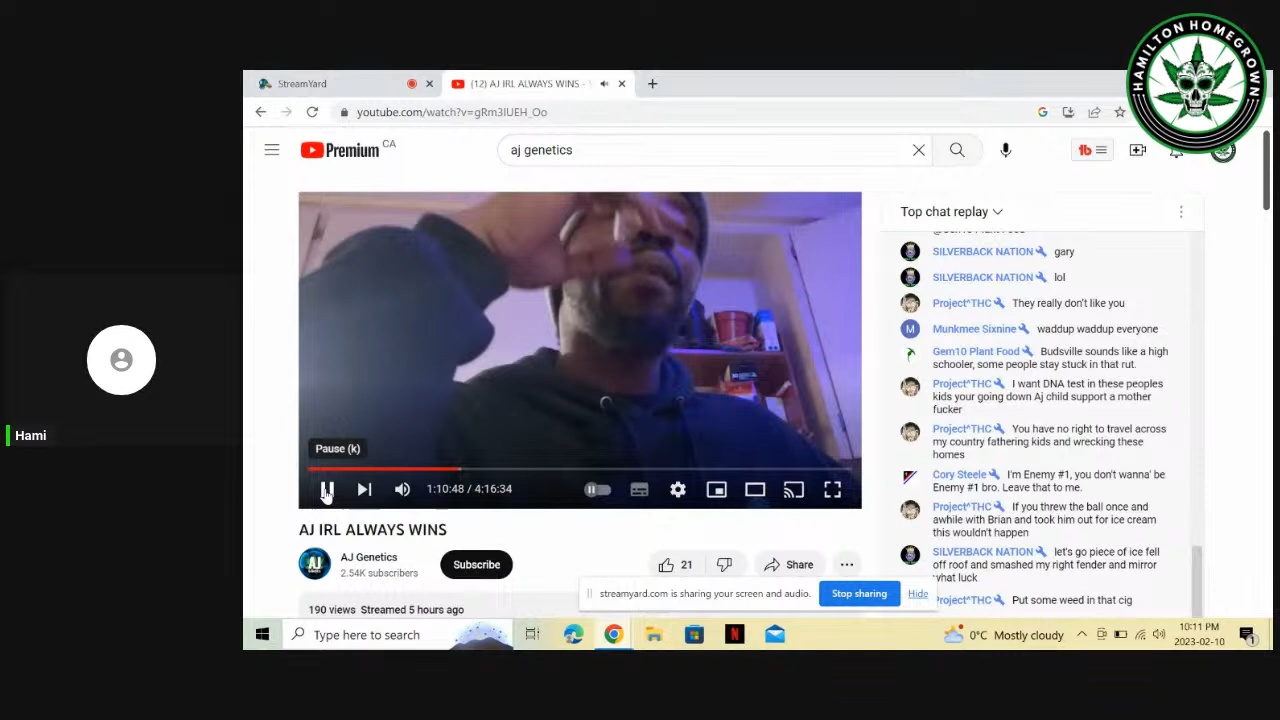 HAMILTON HOMEGROWN
StreamYard
(12) AJ IRL ALWAYS WINS -
youtube.com/watch?v=gRm3IUEH_Oo
Premium CA
aj genetics
Top chat replay
SILVERBACK NATION gary
SILVERBACK NATION lol
Project^THC They really don't like you
M Munkmee Sixnine waddup waddup everyone
Gem10 Plant Food Budsville sounds like a high
schooler, some people stay stuck in that rut.
Project^THC I want DNA test in these peoples
kids your going down Aj child support a mother
fucker
Project^THC You have no right to travel across
my country fathering kids and wrecking these
homes
Cory Steele I'm Enemy #1, you don't wanna' be
Enemy #1 bro. Leave that to me.
Project^THC If you threw the ball once and
awhile with Brian and took him out for ice cream
this wouldn't happen
SILVERBACK NATION let's go piece of ice fell
off roof and smashed my right fender and mirror
what luck
Project^THC Put some weed in that cig
Pause (k)
1:10:48 / 4:16:34
Hami
AJ IRL ALWAYS WINS
AJ
AJ Genetics
2.54K subscribers
Subscribe
21
Share
streamyard.com is sharing your screen and audio.
Stop sharing
Hide
190 views Streamed 5 hours ago
Type here to search
N
0°C Mostly cloudy
10:11 PM
2023-02-10
1